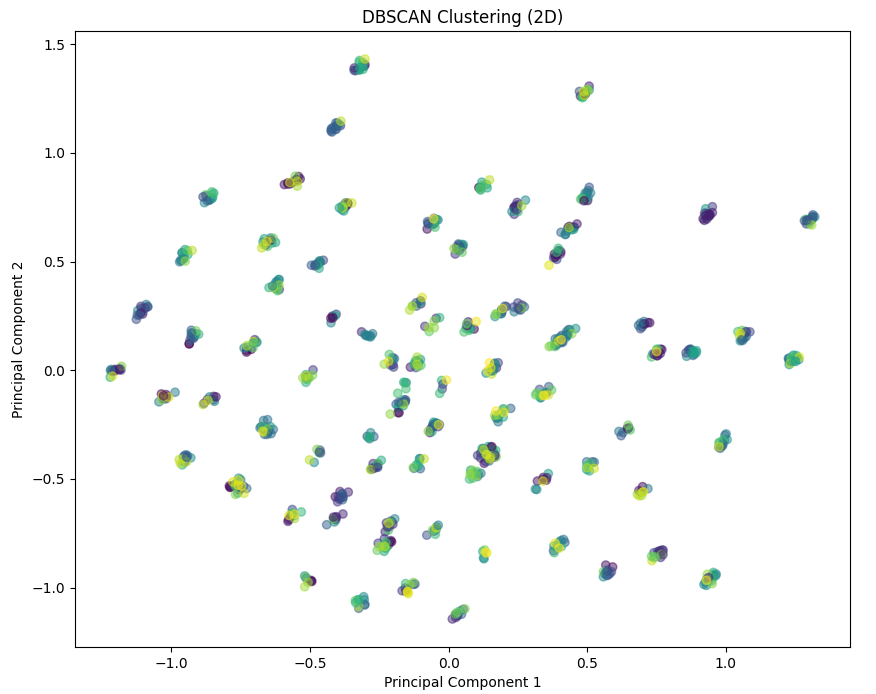 DBSCAN Clustering (2D)
1.5
1.0
0.5
0.0
−0.5
−1.0
Principal Component 2
−1.0 −0.5 0.0 0.5 1.0
Principal Component 1